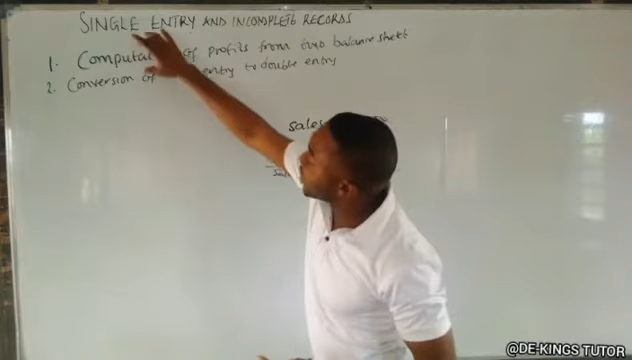 SINGLE ENTRY AND INCOMPLETE RECORDS
1. Computat of profits from two balance sheet
2. Conversion of entry to double entry
sales
@DE-KINGS TUTOR